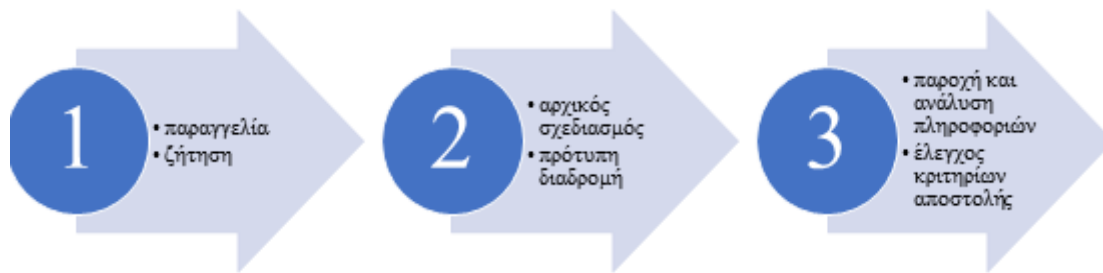 1
• παραγγελία
• ζήτηση
2
• αρχικός
σχεδιασμός
• πρότυπη
διαδρομή
3
• παροχή και
ανάλυση
πληροφοριών
• έλεγχος
κριτηρίων
αποστολής